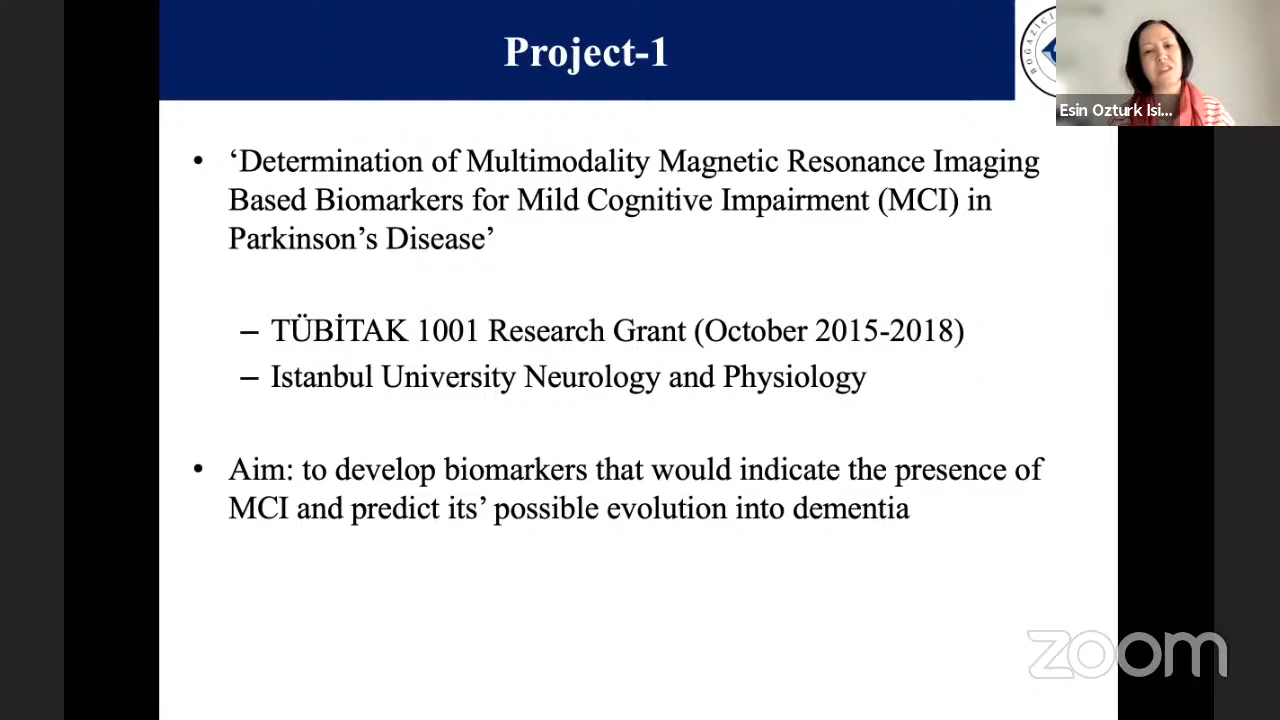 Project-1
BOĞAZİÇİ
Esin Ozturk Isi...
• ‘Determination of Multimodality Magnetic Resonance Imaging
Based Biomarkers for Mild Cognitive Impairment (MCI) in
Parkinson’s Disease’
– TÜBİTAK 1001 Research Grant (October 2015-2018)
– Istanbul University Neurology and Physiology
• Aim: to develop biomarkers that would indicate the presence of
MCI and predict its’ possible evolution into dementia
zoom